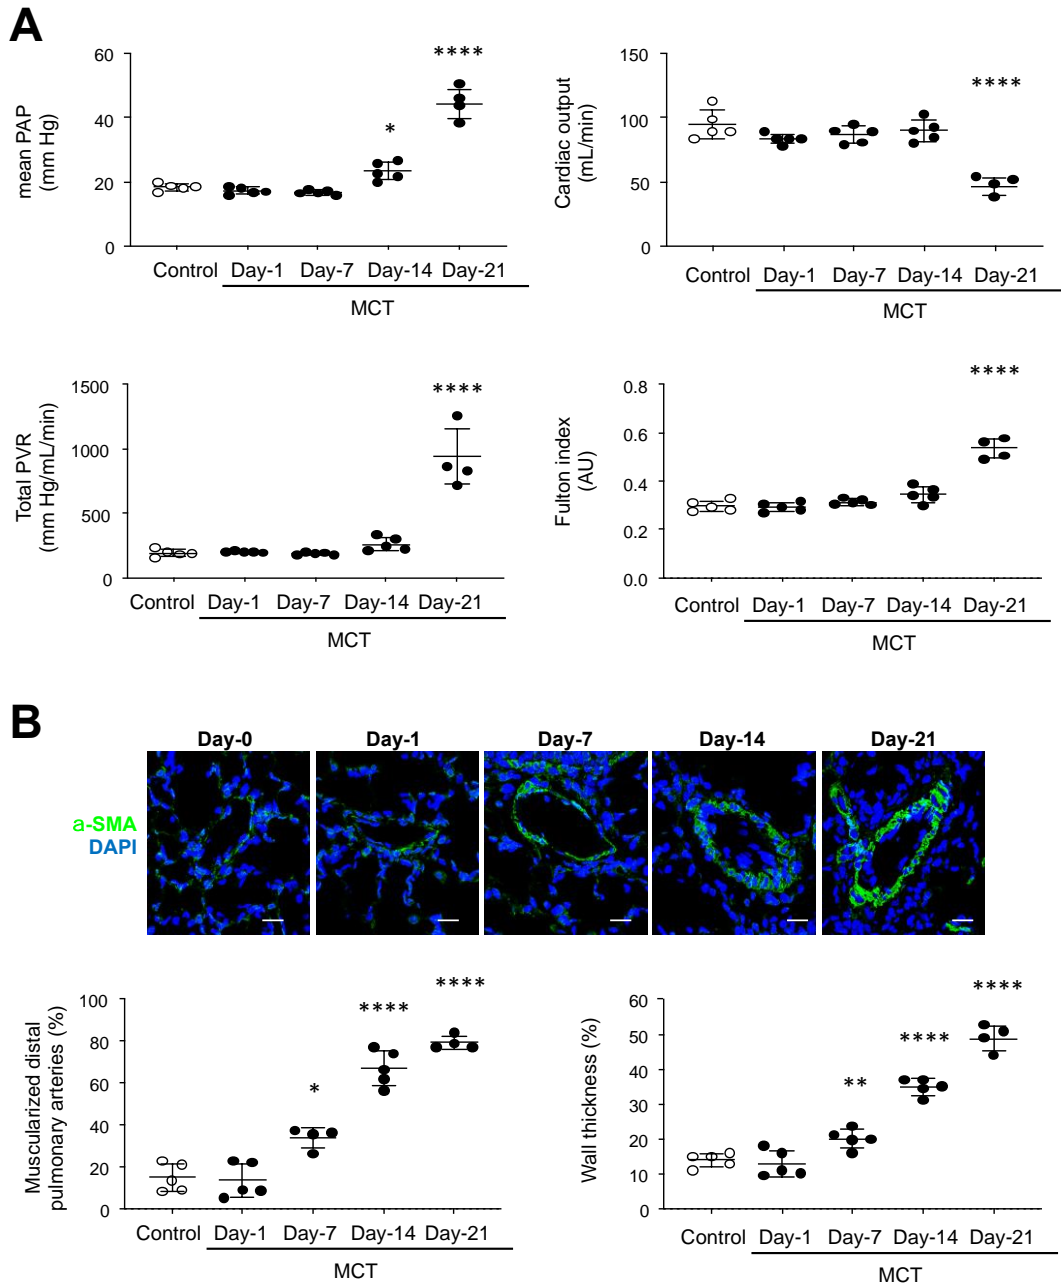 A
60
40
20
0
mean PAP
(mm Hg)
*
****
Control Day-1 Day-7 Day-14 Day-21
MCT
150
100
50
0
Cardiac output
(mL/min)
****
Control Day-1 Day-7 Day-14 Day-21
MCT
1500
1000
500
0
Total PVR
(mm Hg/mL/min)
****
Control Day-1 Day-7 Day-14 Day-21
MCT
0.8
0.6
0.4
0.2
0.0
Fulton index
(AU)
****
Control Day-1 Day-7 Day-14 Day-21
MCT
B
Day-0 Day-1 Day-7 Day-14 Day-21
a-SMA
DAPI
100
80
60
40
20
0
Muscularized distal
pulmonary arteries (%)
*
****
****
Control Day-1 Day-7 Day-14 Day-21
MCT
60
50
40
30
20
10
0
Wall thickness (%)
**
****
****
Control Day-1 Day-7 Day-14 Day-21
MCT